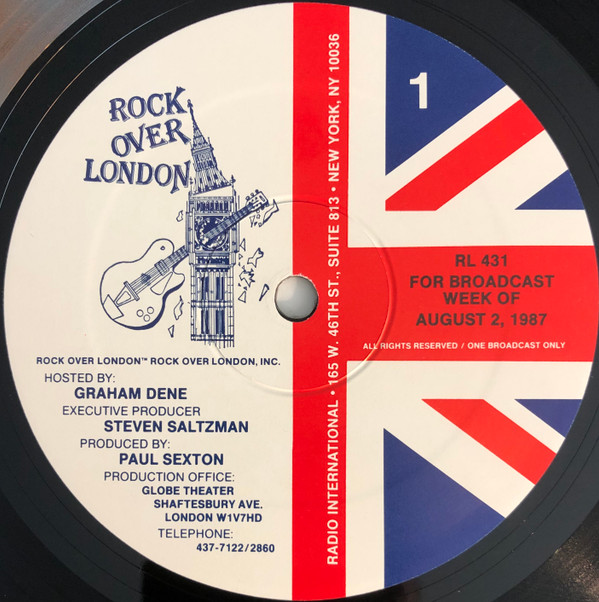 ROCK
OVER
LONDON
ROCK OVER LONDON™ ROCK OVER LONDON, INC.
HOSTED BY:
GRAHAM DENE
EXECUTIVE PRODUCER
STEVEN SALTZMAN
PRODUCED BY:
PAUL SEXTON
PRODUCTION OFFICE:
GLOBE THEATER
SHAFTESBURY AVE.
LONDON W1V7HD
TELEPHONE:
437-7122/2860
RADIO INTERNATIONAL • 165 W. 46TH ST., SUITE 813 • NEW YORK, NY 10036
1
RL 431
FOR BROADCAST
WEEK OF
AUGUST 2, 1987
ALL RIGHTS RESERVED / ONE BROADCAST ONLY